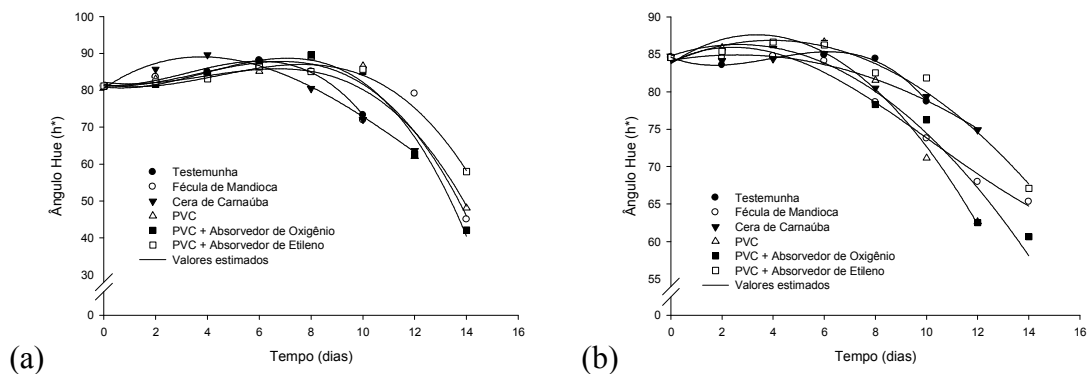 100
90
80
70
60
50
40
30
0
Ângulo Hue (h*)
Testemunha
Fécula de Mandioca
Cera de Carnaúba
PVC
PVC + Absorvedor de Oxigênio
PVC + Absorvedor de Etileno
Valores estimados
0 2 4 6 8 10 12 14 16
Tempo (dias)
(a)
90
85
80
75
70
65
60
55
0
Ângulo Hue (h*)
Testemunha
Fécula de Mandioca
Cera de Carnaúba
PVC
PVC + Absorvedor de Oxigênio
PVC + Absorvedor de Etileno
Valores estimados
0 2 4 6 8 10 12 14 16
Tempo (dias)
(b)